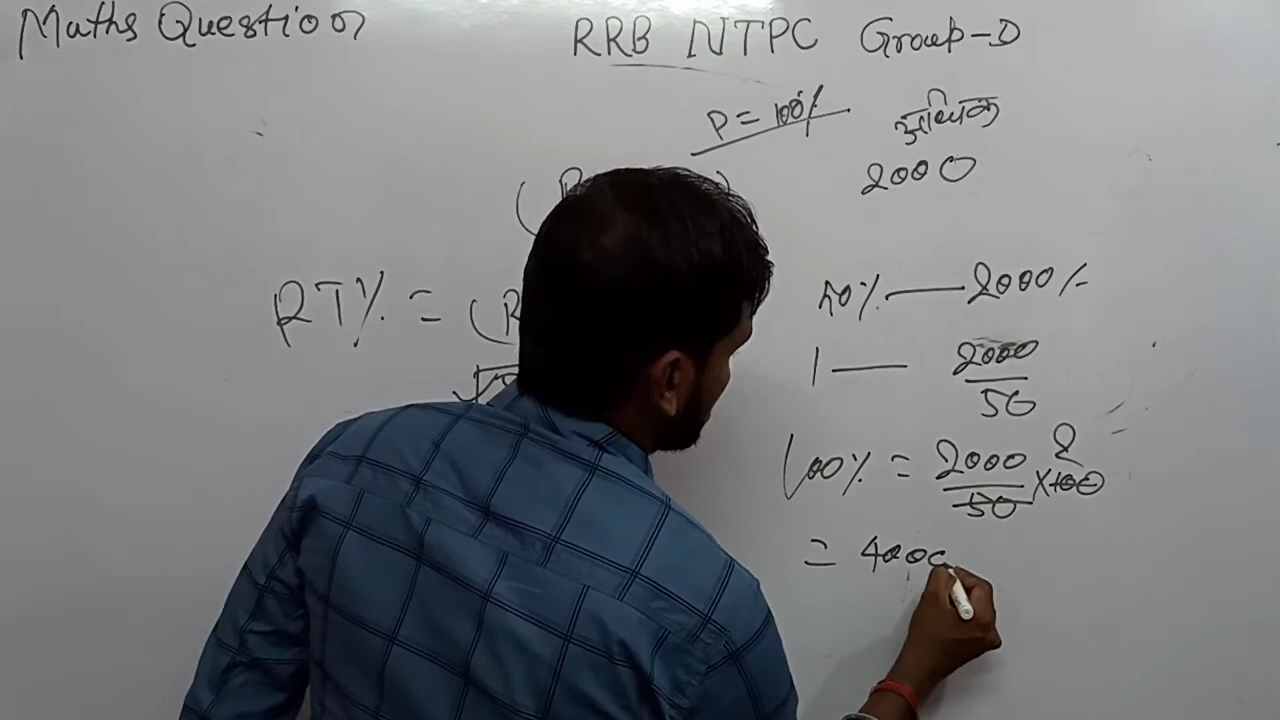 Maths Question
RRB NTPC Group-D
P = 100%
अधिक
2000
(R
RT% = (R
50% — 2000/-
1 — 2000
50
100% = 2000 2
50 ×100
= 4000